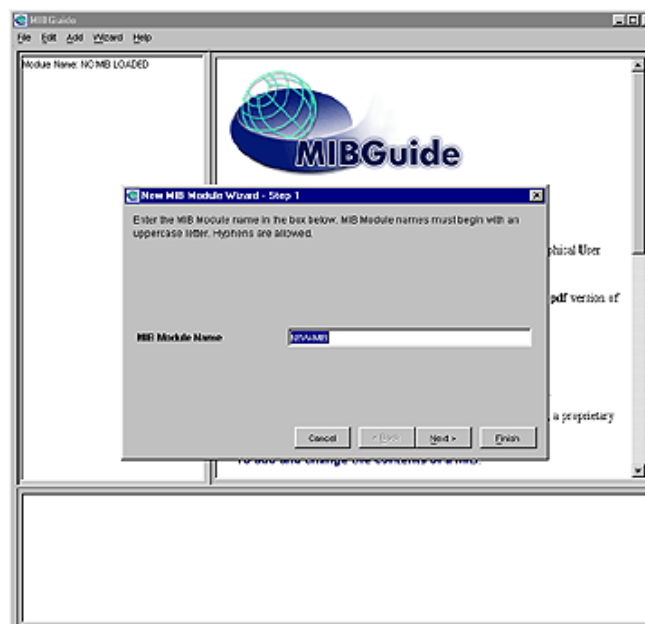 MIBGuide
File Edit Add Wizard Help
Module Name: NO MIB LOADED
MIBGuide
New MIB Module Wizard - Step 1
Enter the MIB Module name in the box below. MIB Module names must begin with an
uppercase letter. Hyphens are allowed.
phical User
pdf version of
MIB Module Name
NEW-MIB
, a proprietary
Cancel < Back Next > Finish
To add and change the contents of a MIB: